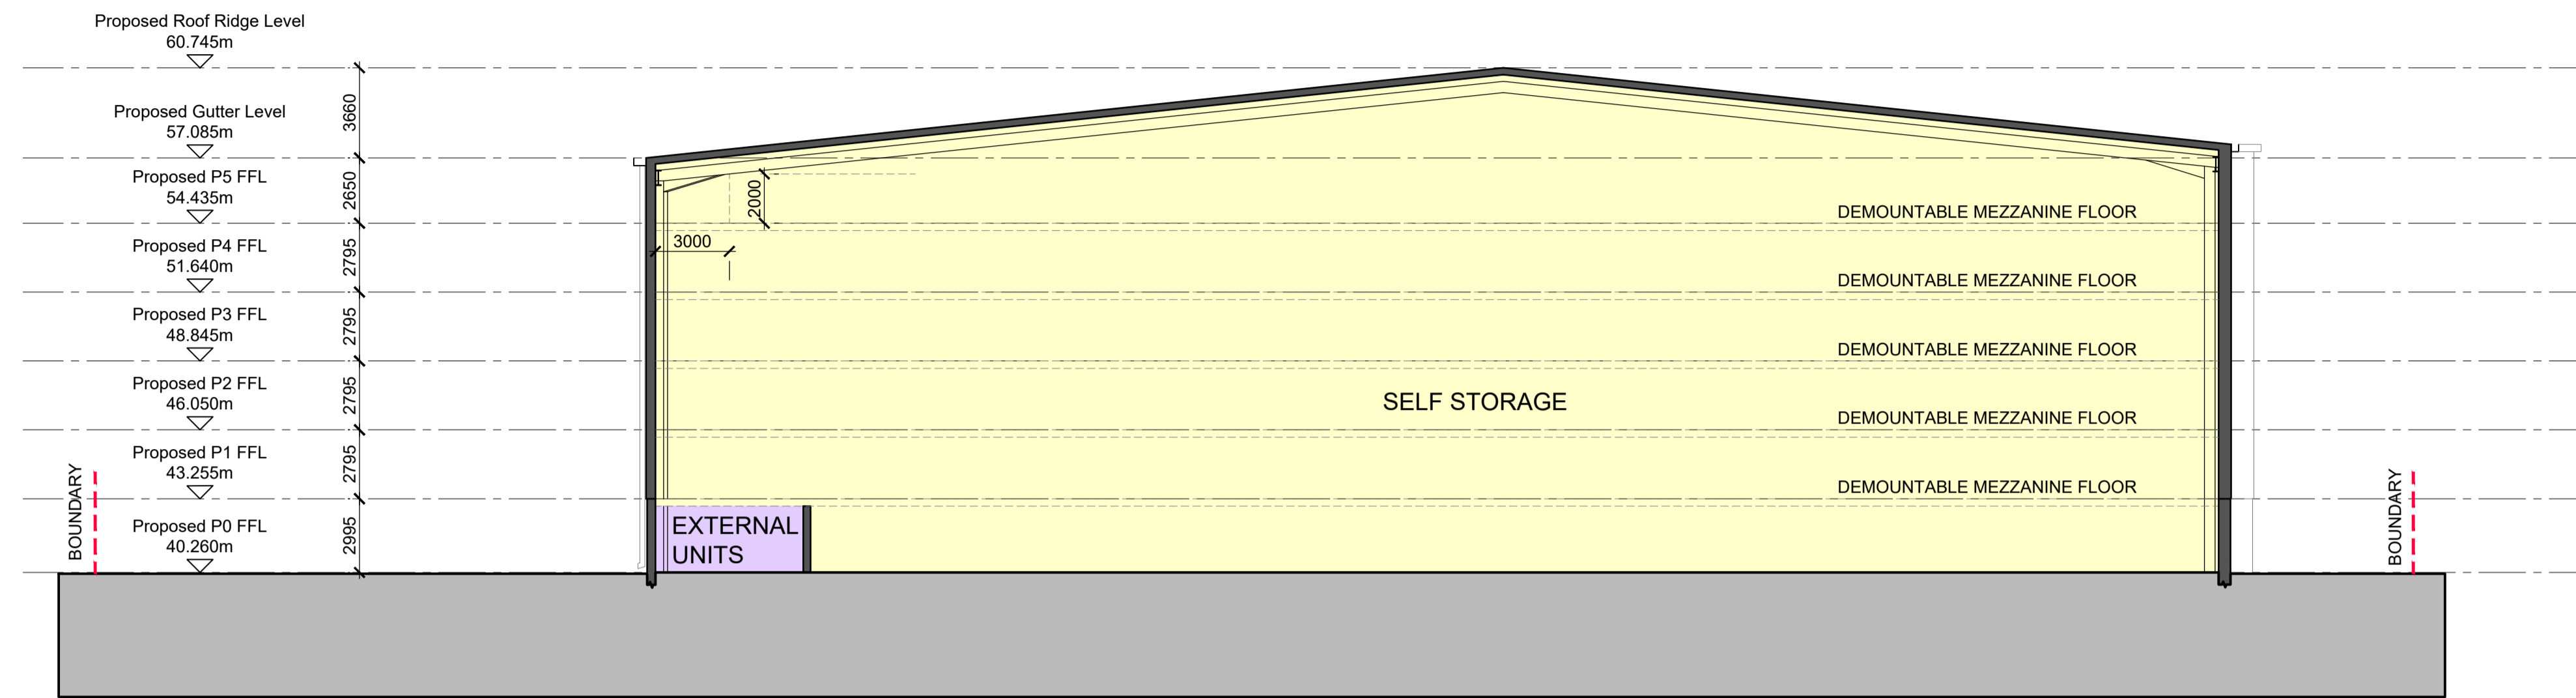 Proposed Roof Ridge Level
60.745m
3660
Proposed Gutter Level
57.085m
Proposed P5 FFL
54.435m
2650
2000
DEMOUNTABLE MEZZANINE FLOOR
Proposed P4 FFL
51.640m
2795
3000
DEMOUNTABLE MEZZANINE FLOOR
Proposed P3 FFL
48.845m
2795
DEMOUNTABLE MEZZANINE FLOOR
Proposed P2 FFL
46.050m
2795
SELF STORAGE
DEMOUNTABLE MEZZANINE FLOOR
Proposed P1 FFL
43.255m
2795
DEMOUNTABLE MEZZANINE FLOOR
BOUNDARY
Proposed P0 FFL
40.260m
2995
EXTERNAL
UNITS
BOUNDARY